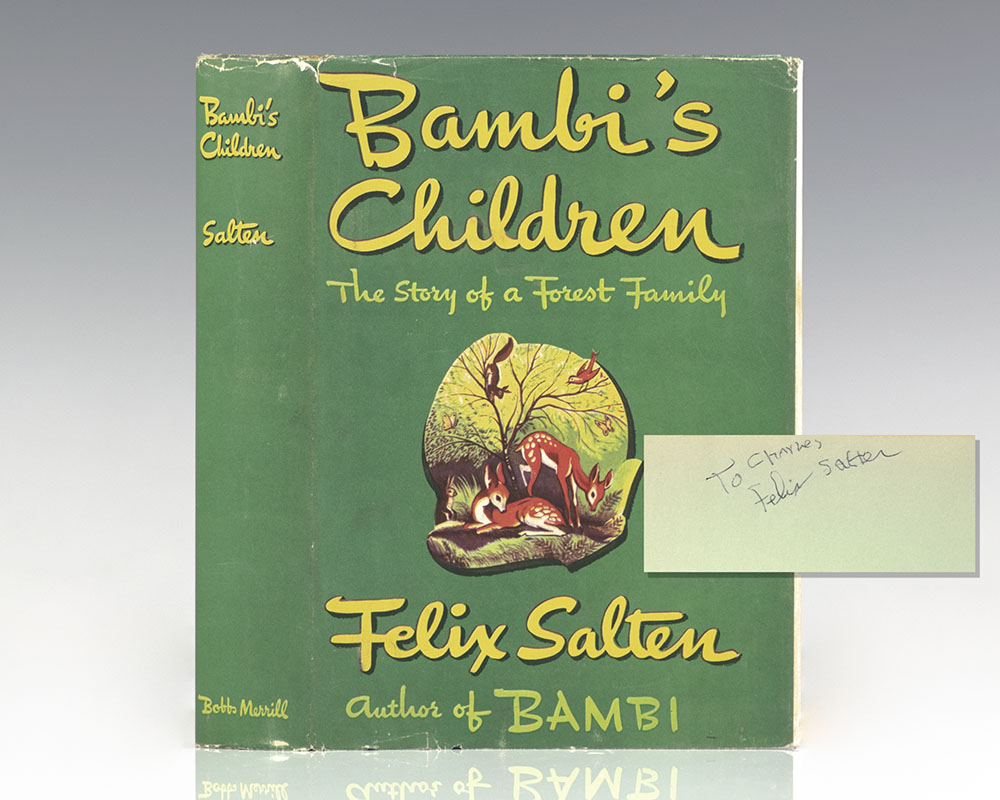 Bambi's
Children
Salten
Bobbs Merrill
Bambi's
Children
The Story of a Forest Family
Felix Salten
Author of BAMBI
To Charles,
Felix Salten